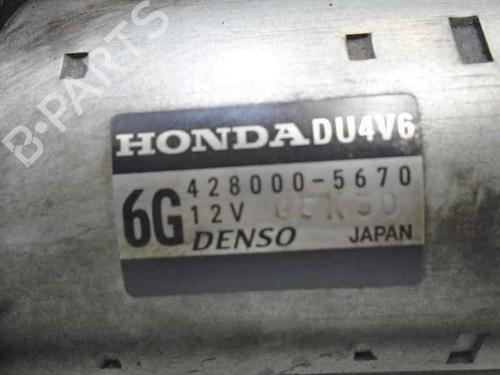 B-PARTS
HONDA DU4V6
6G 428000-5670
12V
DENSO JAPAN